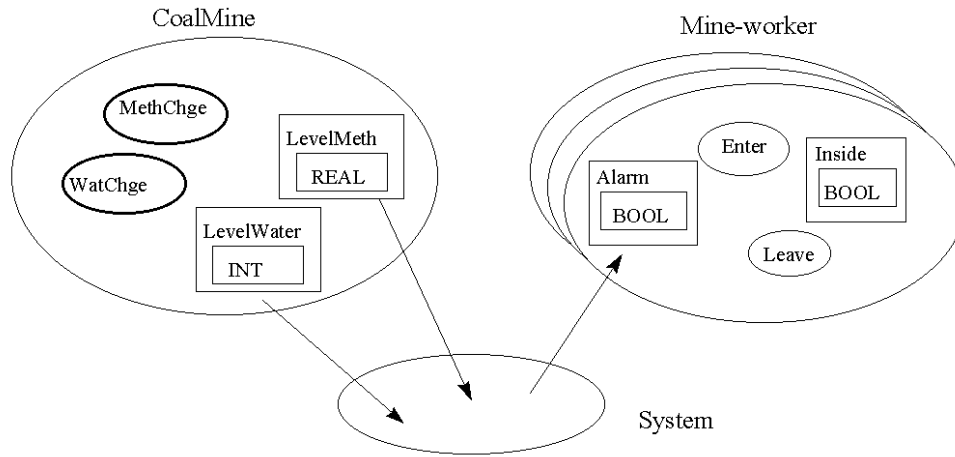 CoalMine
Mine-worker
MethChge
WatChge
LevelMeth
REAL
LevelWater
INT
Enter
Inside
BOOL
Alarm
BOOL
Leave
System